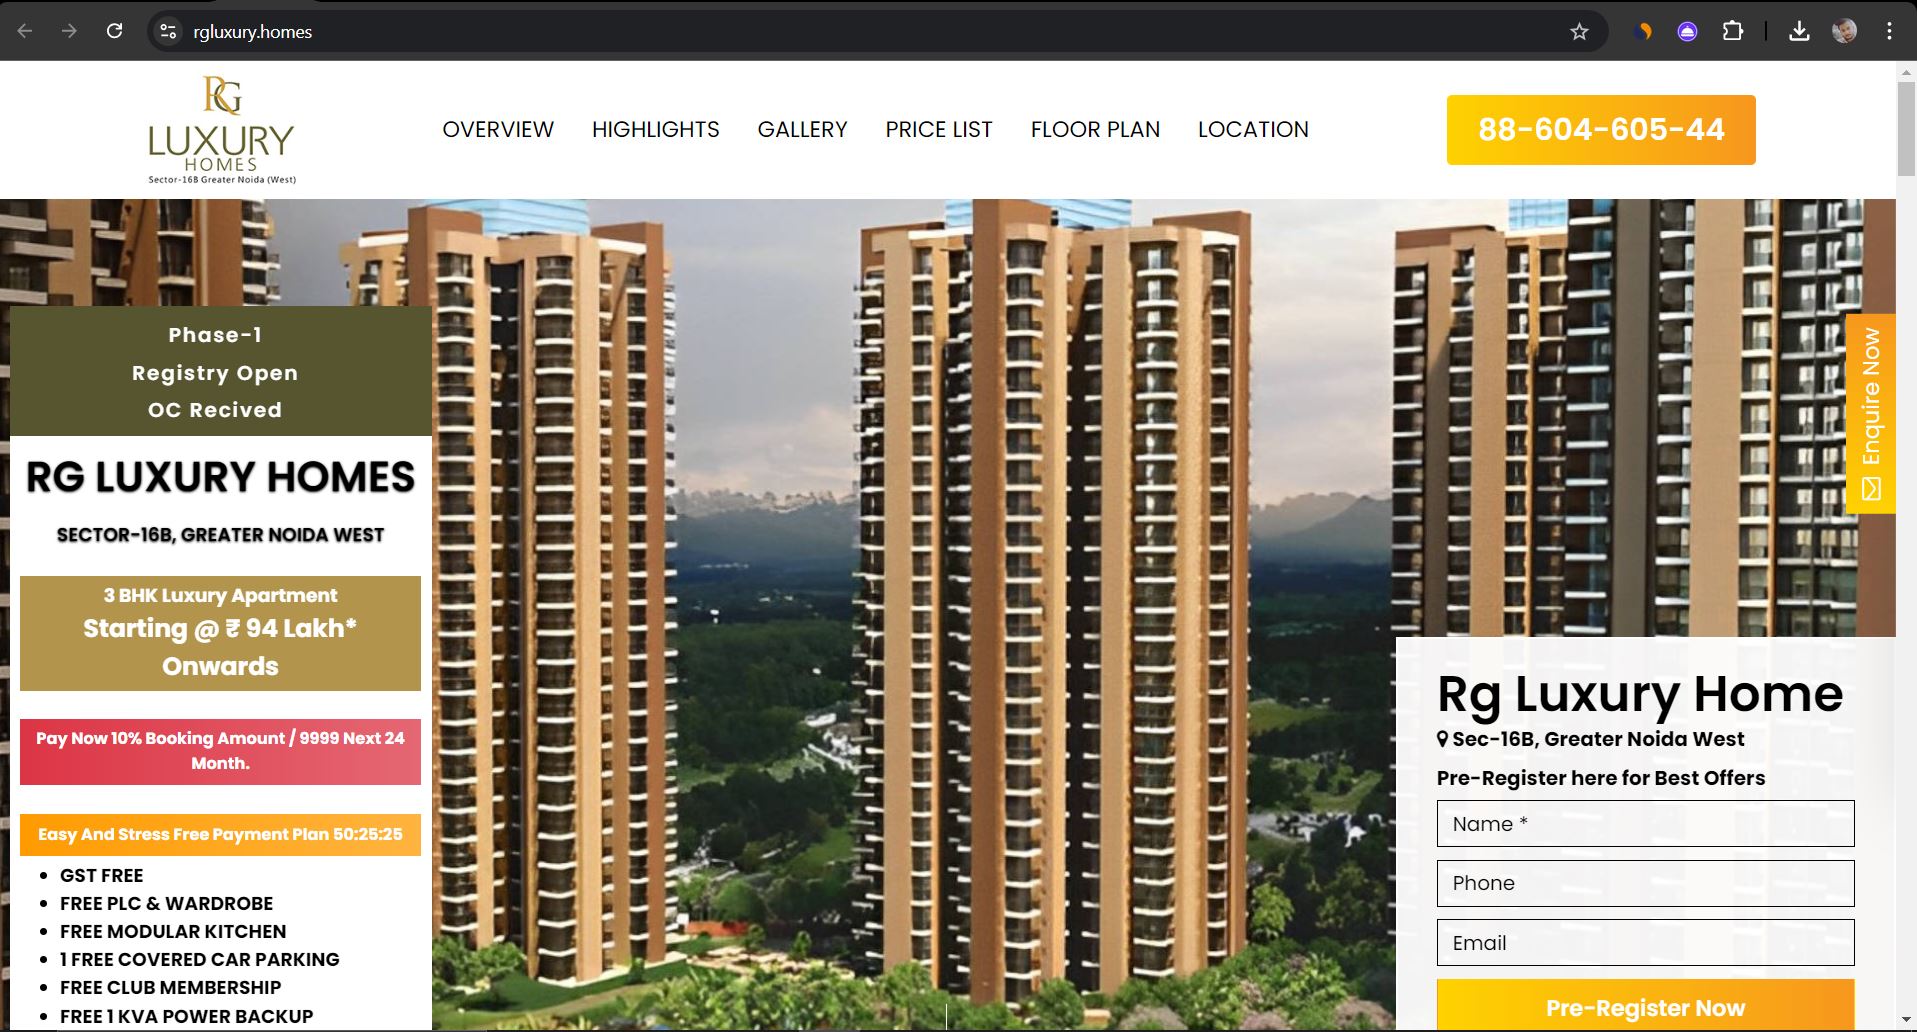 rgluxury.homes
RG
LUXURY
HOMES
Sector-16B Greater Noida (West)
OVERVIEW
HIGHLIGHTS
GALLERY
PRICE LIST
FLOOR PLAN
LOCATION
88-604-605-44
Phase-1
Registry Open
OC Recived
RG LUXURY HOMES
SECTOR-16B, GREATER NOIDA WEST
3 BHK Luxury Apartment
Starting @ ₹ 94 Lakh*
Onwards
Pay Now 10% Booking Amount / 9999 Next 24
Month.
Easy And Stress Free Payment Plan 50:25:25
• GST FREE
• FREE PLC & WARDROBE
• FREE MODULAR KITCHEN
• 1 FREE COVERED CAR PARKING
• FREE CLUB MEMBERSHIP
• FREE 1 KVA POWER BACKUP
Enquire Now
Rg Luxury Home
Sec-16B, Greater Noida West
Pre-Register here for Best Offers
Name *
Phone
Email
Pre-Register Now